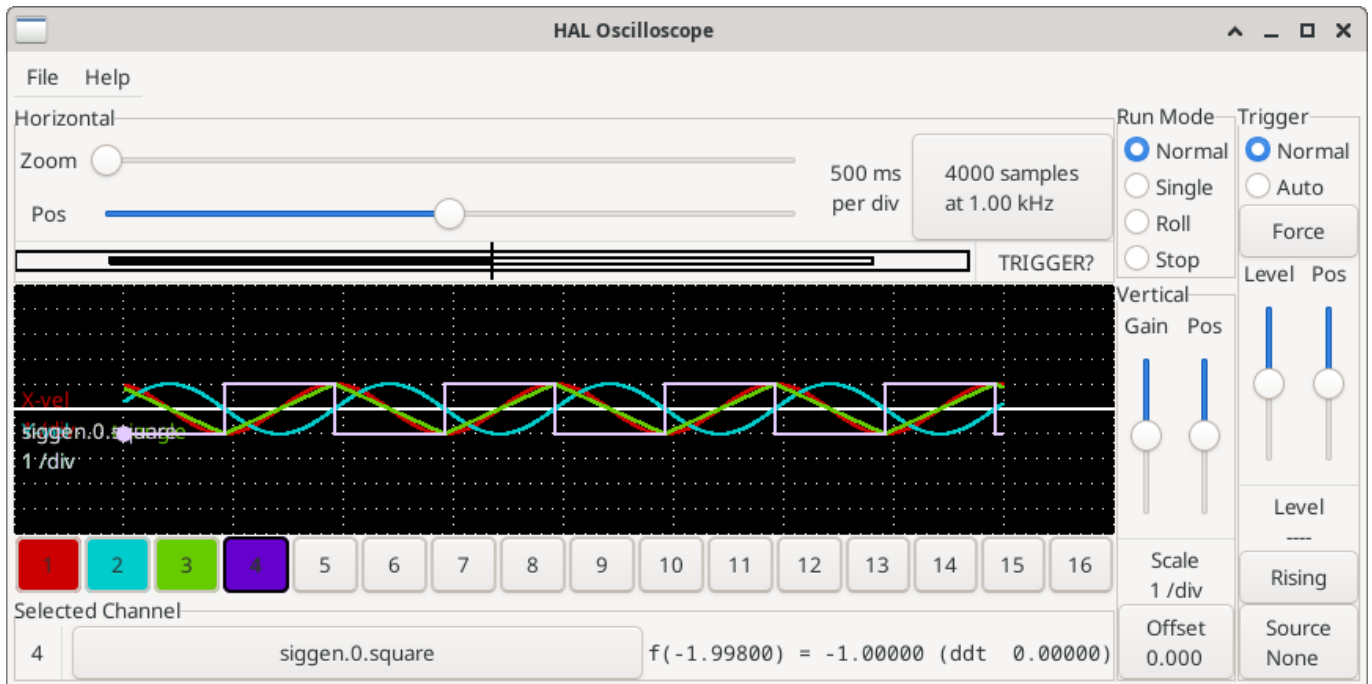 HAL Oscilloscope
File Help
Horizontal
Zoom
Pos
500 ms
per div
4000 samples
at 1.00 kHz
TRIGGER?
Run Mode
Normal
Single
Roll
Stop
Trigger
Normal
Auto
Force
Level Pos
Vertical
Gain Pos
X-vel
siggen.0.square
1 /div
1 2 3 4 5 6 7 8 9 10 11 12 13 14 15 16
Scale
1 /div
Offset
0.000
Level
----
Rising
Source
None
Selected Channel
4 siggen.0.square f(-1.99800) = -1.00000 (ddt 0.00000)